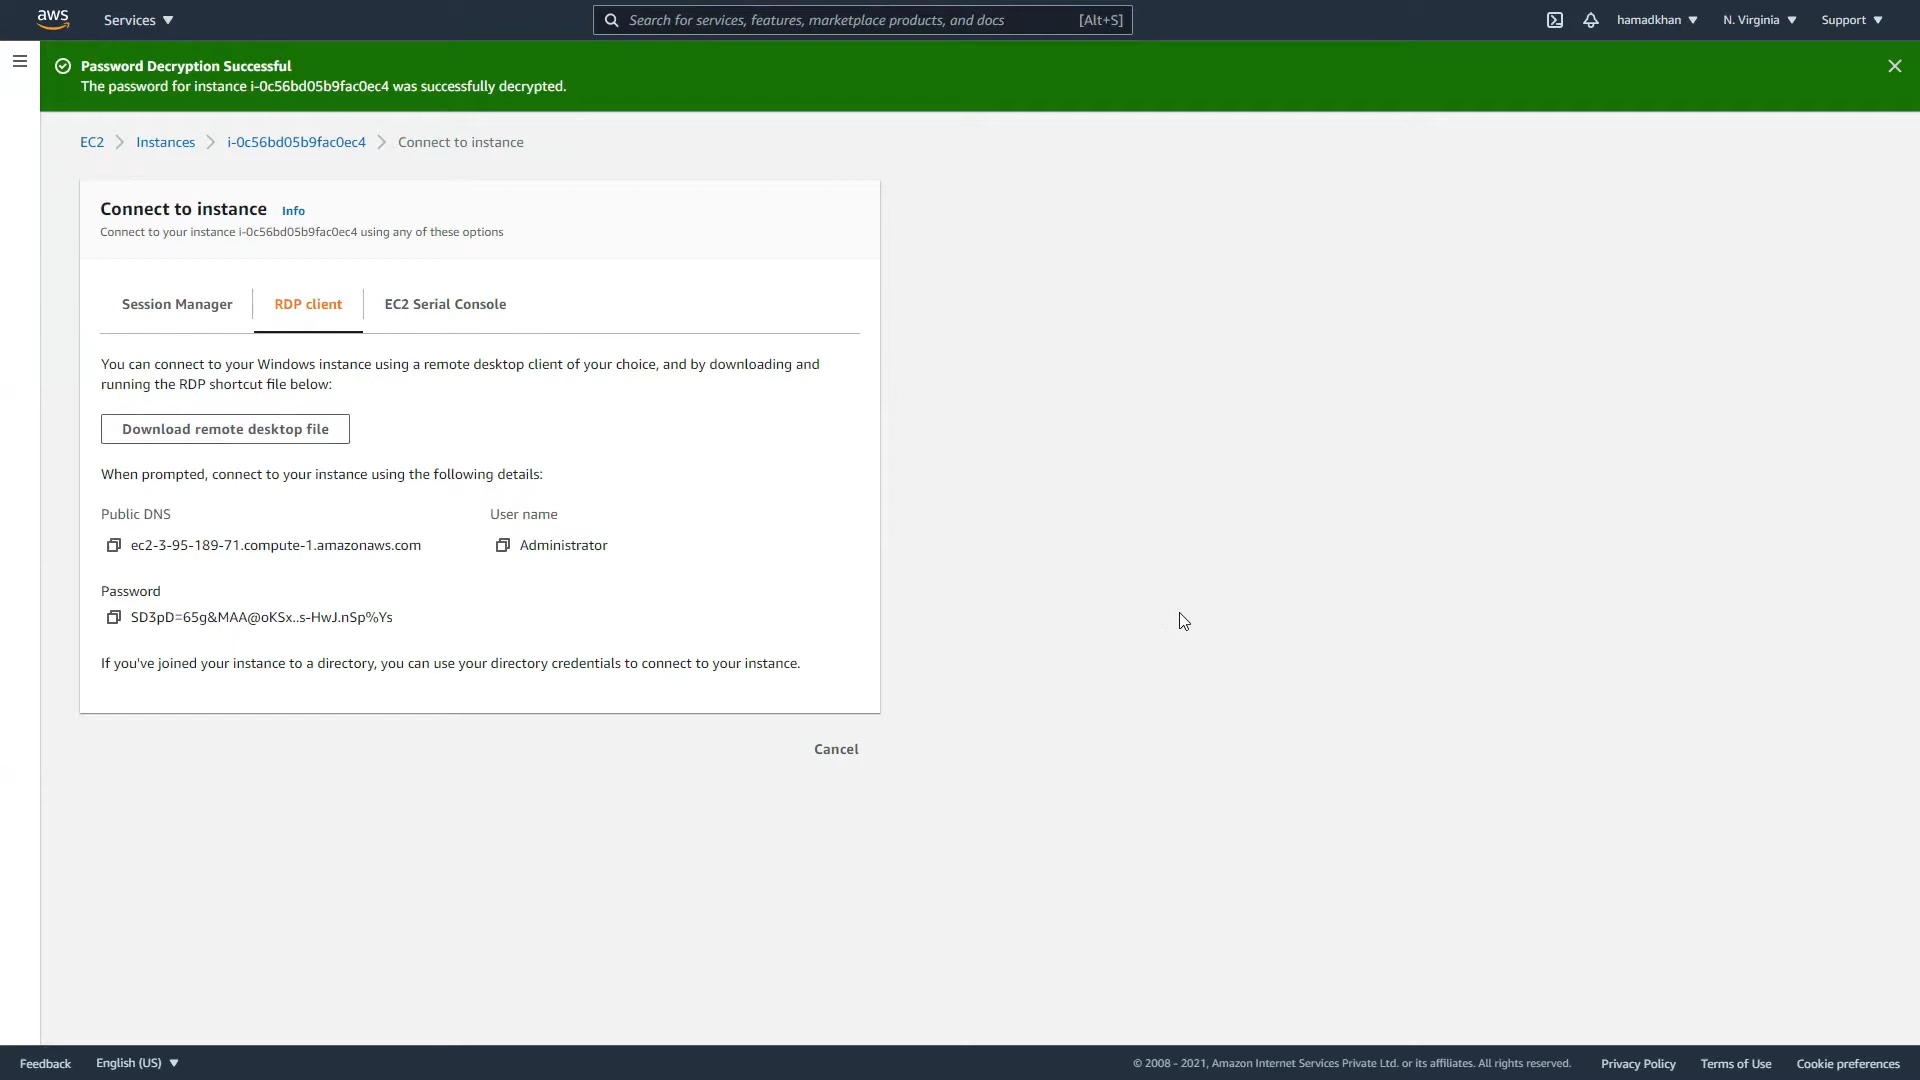 aws
Services
Search for services, features, marketplace products, and docs
[Alt+S]
hamadkhan
N. Virginia
Support
Password Decryption Successful
The password for instance i-0c56bd05b9fac0ec4 was successfully decrypted.
EC2
Instances
i-0c56bd05b9fac0ec4
Connect to instance
Connect to instance
Info
Connect to your instance i-0c56bd05b9fac0ec4 using any of these options
Session Manager
RDP client
EC2 Serial Console
You can connect to your Windows instance using a remote desktop client of your choice, and by downloading and
running the RDP shortcut file below:
Download remote desktop file
When prompted, connect to your instance using the following details:
Public DNS
User name
ec2-3-95-189-71.compute-1.amazonaws.com
Administrator
Password
SD3pD=65g&MAA@oKSx..s-HwJ.nSp%Ys
If you've joined your instance to a directory, you can use your directory credentials to connect to your instance.
Cancel
Feedback
English (US)
© 2008 - 2021, Amazon Internet Services Private Ltd. or its affiliates. All rights reserved.
Privacy Policy
Terms of Use
Cookie preferences